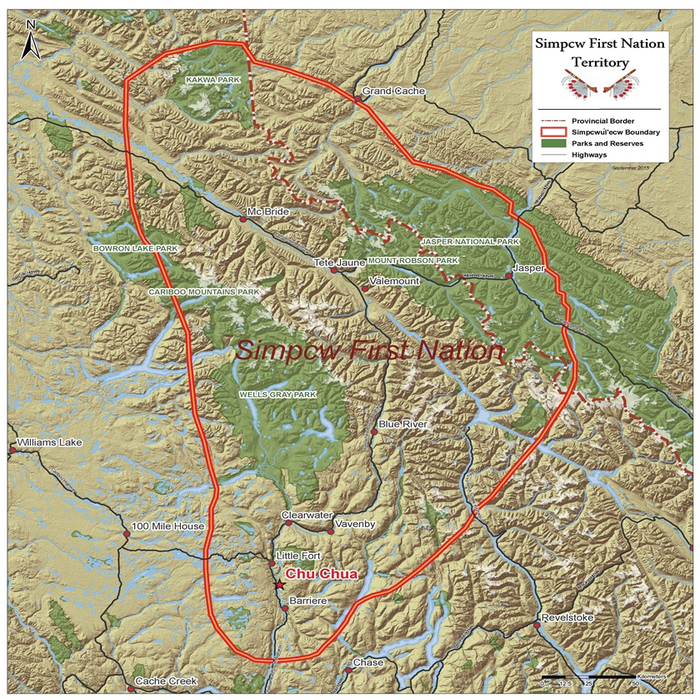 N
Simpcw First Nation
Territory
Provincial Border
Simpcwúl'ecw Boundary
Parks and Reserves
Highways
September 2013
KAKWA PARK
Grand Cache
Mc Bride
JASPER NATIONAL PARK
BOWRON LAKE PARK
Tete Jaune
MOUNT ROBSON PARK
Jasper
Valemount
CARIBOO MOUNTAINS PARK
Simpcw First Nation
WELLS GRAY PARK
Blue River
Williams Lake
Clearwater
Vavenby
100 Mile House
Little Fort
Chu Chua
Barriere
Revelstoke
Chase
Cache Creek
Kilometers
0 12.5 25 50